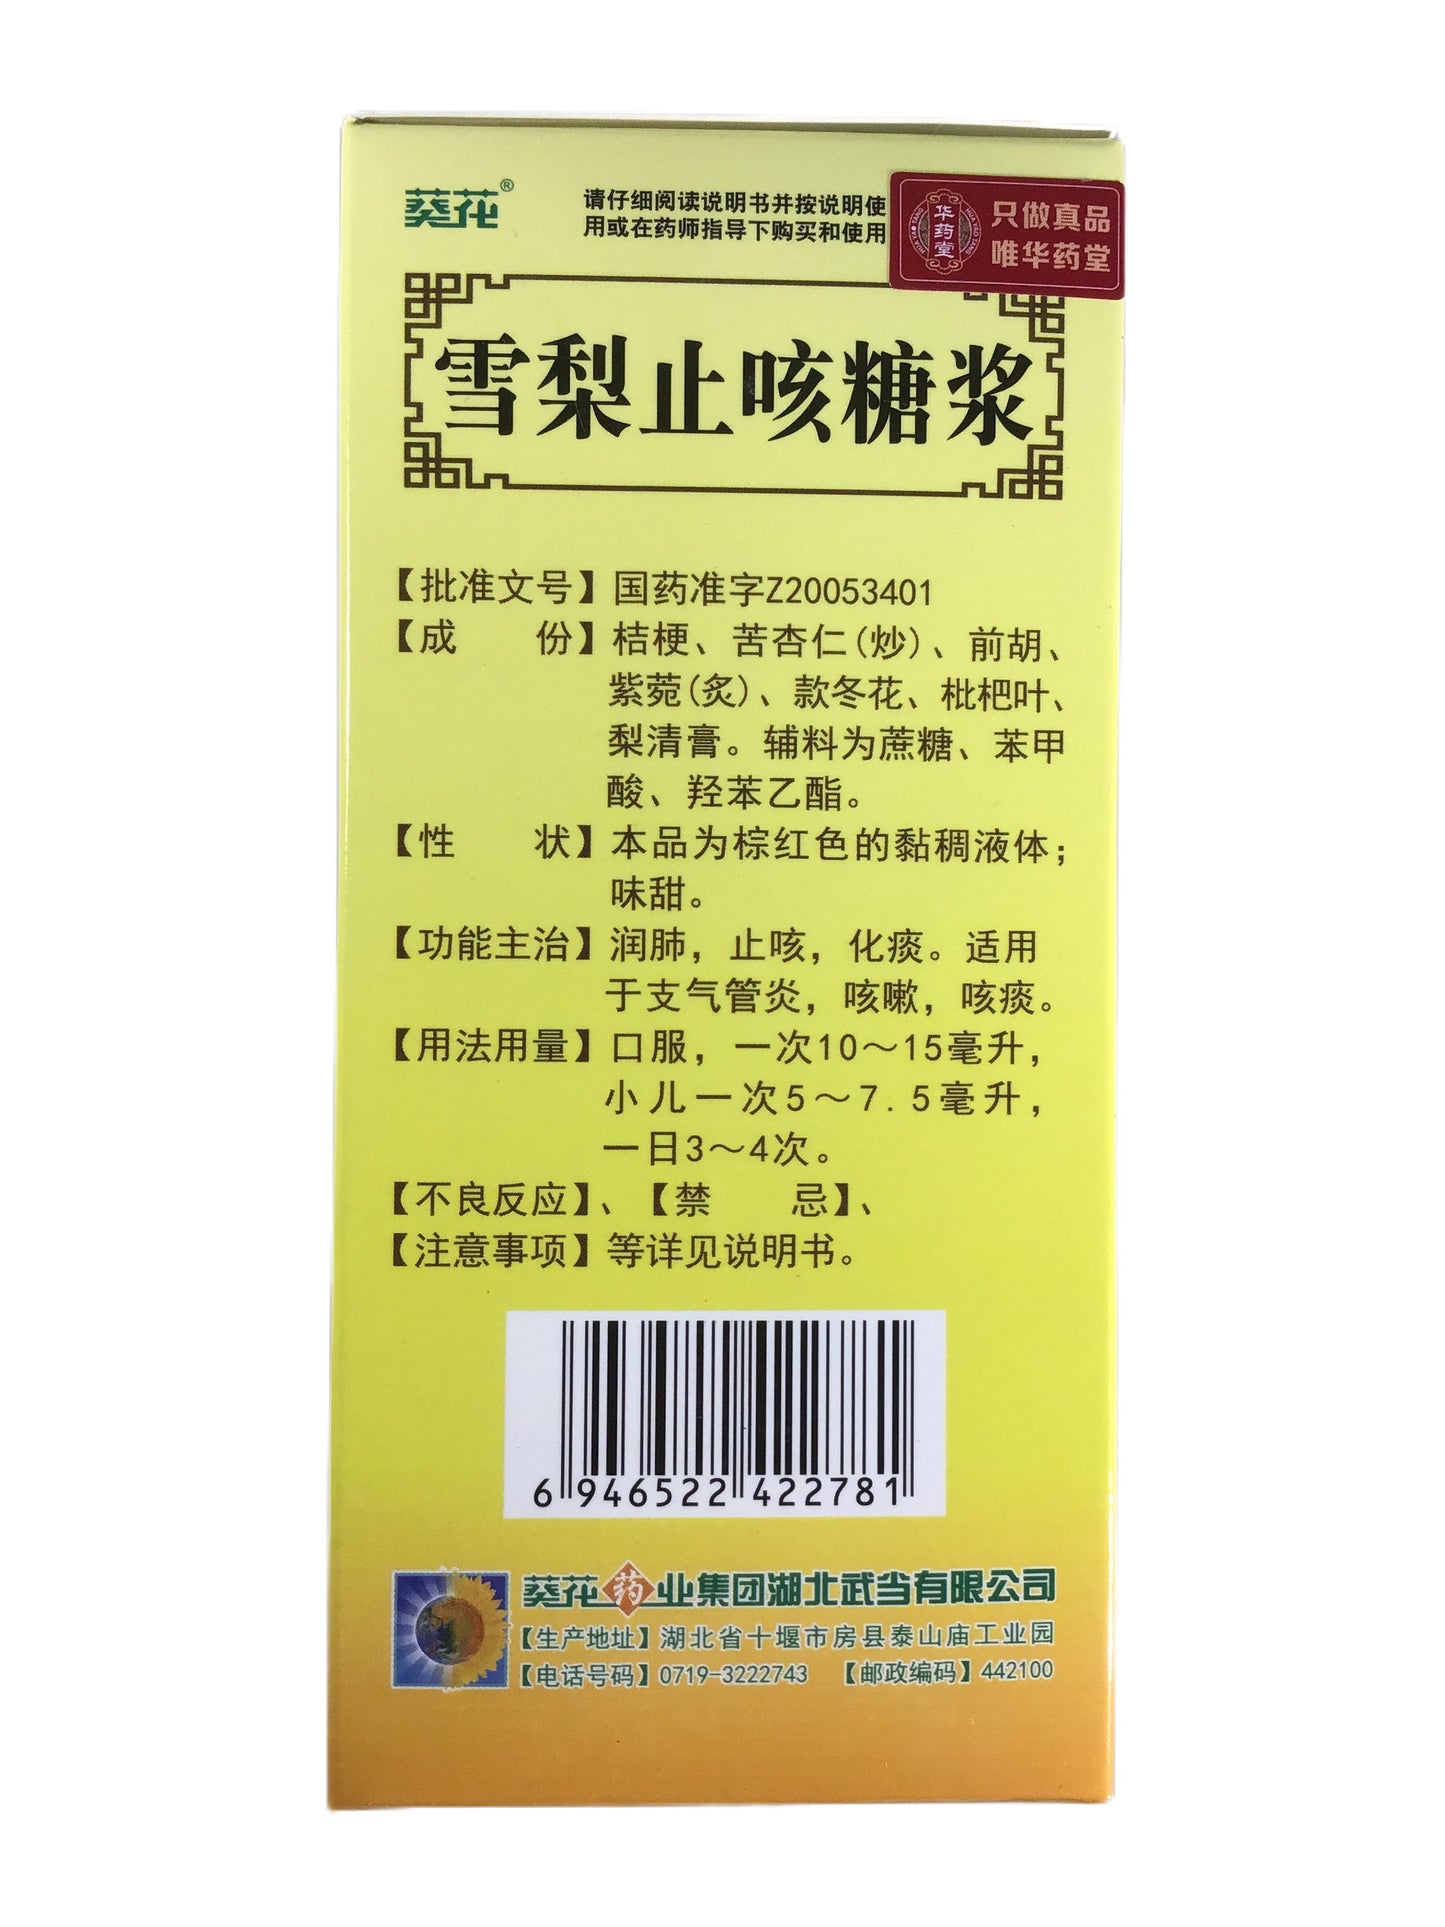 葵花®
请仔细阅读说明书并按说明使
用或在药师指导下购买和使用
华药堂
HUA YAO TANG
HUA YAO TANG
只做真品
唯华药堂
雪梨止咳糖浆
【批准文号】国药准字Z20053401
【成 份】桔梗、苦杏仁(炒)、前胡、
紫菀(炙)、款冬花、枇杷叶、
梨清膏。辅料为蔗糖、苯甲
酸、羟苯乙酯。
【性 状】本品为棕红色的黏稠液体；
味甜。
【功能主治】润肺，止咳，化痰。适用
于支气管炎，咳嗽，咳痰。
【用法用量】口服，一次10～15毫升，
小儿一次5～7.5毫升，
一日3～4次。
【不良反应】、【禁 忌】、
【注意事项】等详见说明书。
6 946522 422781
葵花药业集团湖北武当有限公司
【生产地址】湖北省十堰市房县泰山庙工业园
【电话号码】0719-3222743 【邮政编码】442100